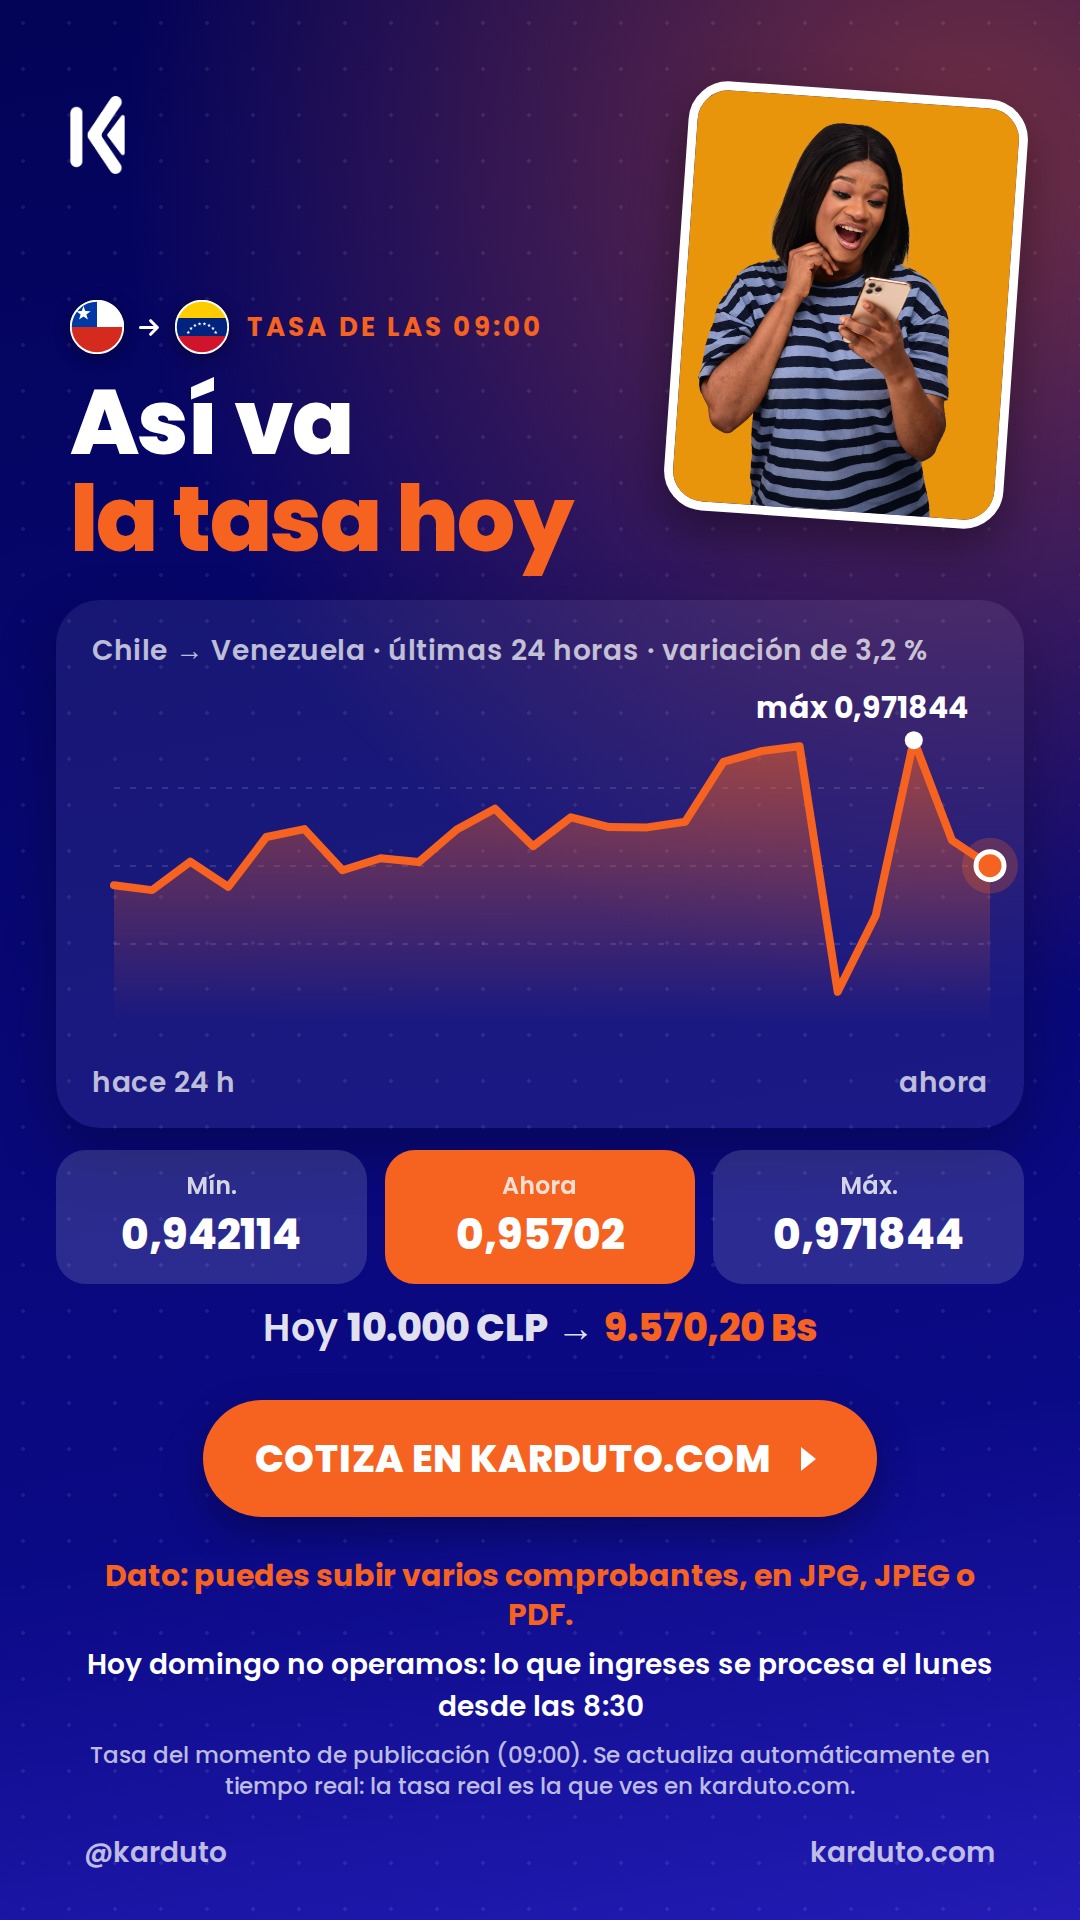 TASA DE LAS 09:00
Así va
la tasa hoy
Chile → Venezuela · últimas 24 horas · variación de 3,2 %
máx 0,971844
hace 24 h
ahora
Mín.
0,942114
Ahora
0,95702
Máx.
0,971844
Hoy 10.000 CLP → 9.570,20 Bs
COTIZA EN KARDUTO.COM
Dato: puedes subir varios comprobantes, en JPG, JPEG o
PDF.
Hoy domingo no operamos: lo que ingreses se procesa el lunes
desde las 8:30
Tasa del momento de publicación (09:00). Se actualiza automáticamente en
tiempo real: la tasa real es la que ves en karduto.com.
@karduto
karduto.com